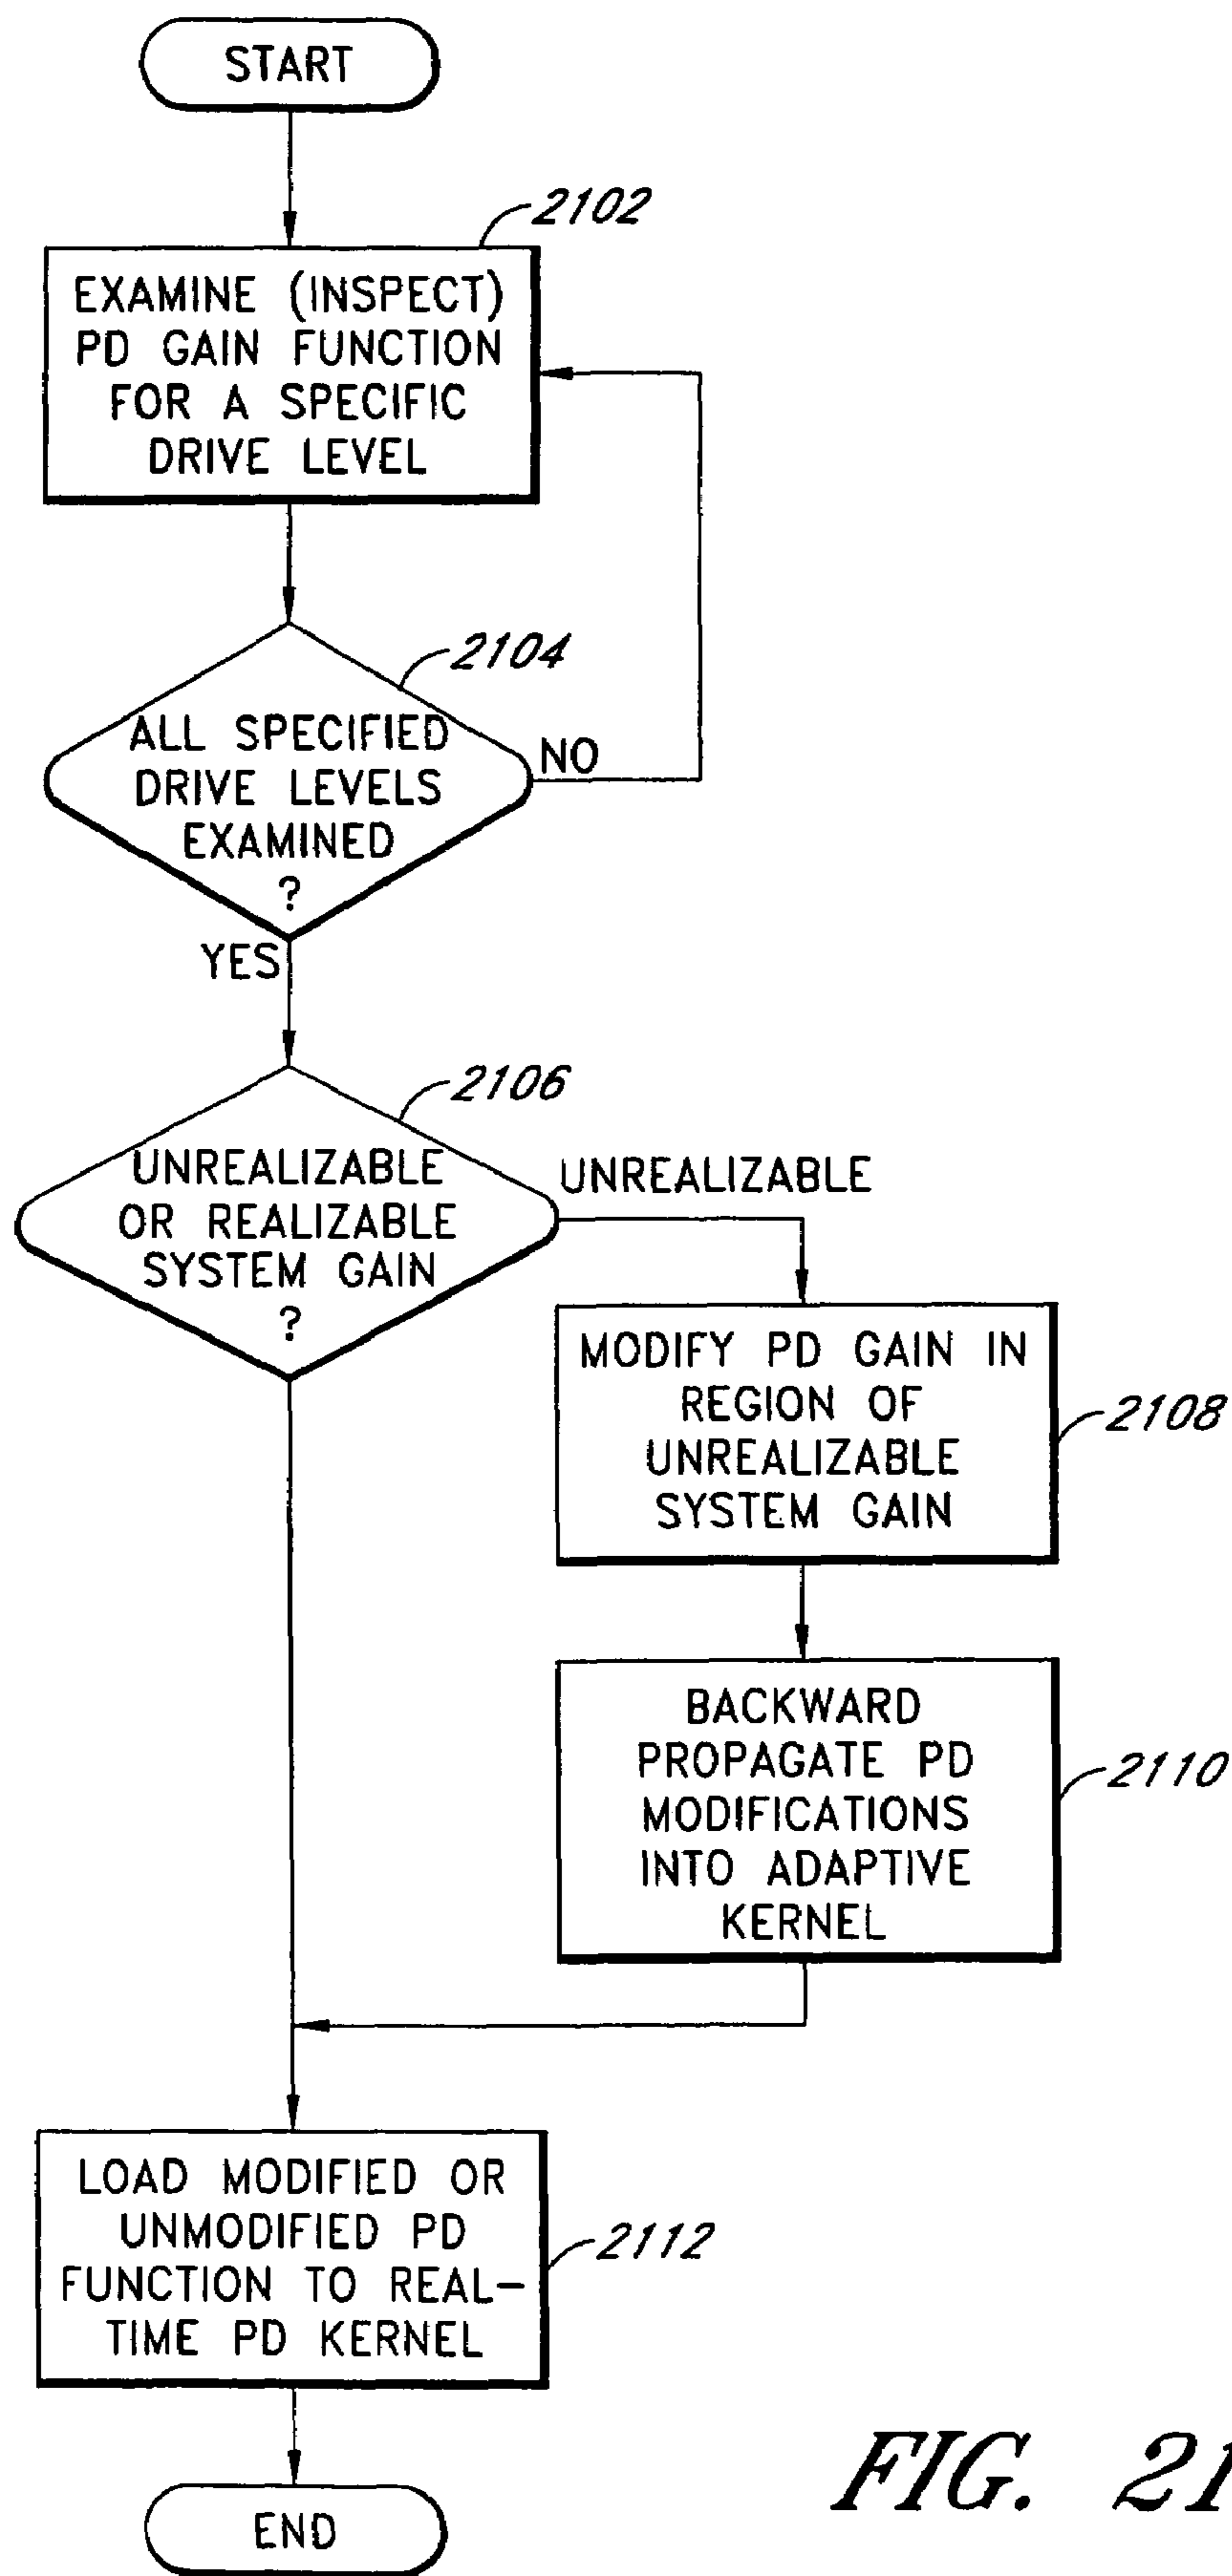 START
2102
EXAMINE (INSPECT)
PD GAIN FUNCTION
FOR A SPECIFIC
DRIVE LEVEL
2104
ALL SPECIFIED
DRIVE LEVELS
EXAMINED
?
NO
YES
2106
UNREALIZABLE
OR REALIZABLE
SYSTEM GAIN
?
UNREALIZABLE
MODIFY PD GAIN IN
REGION OF
UNREALIZABLE
SYSTEM GAIN
2108
BACKWARD
PROPAGATE PD
MODIFICATIONS
INTO ADAPTIVE
KERNEL
2110
LOAD MODIFIED OR
UNMODIFIED PD
FUNCTION TO REAL-
TIME PD KERNEL
2112
END
FIG. 21